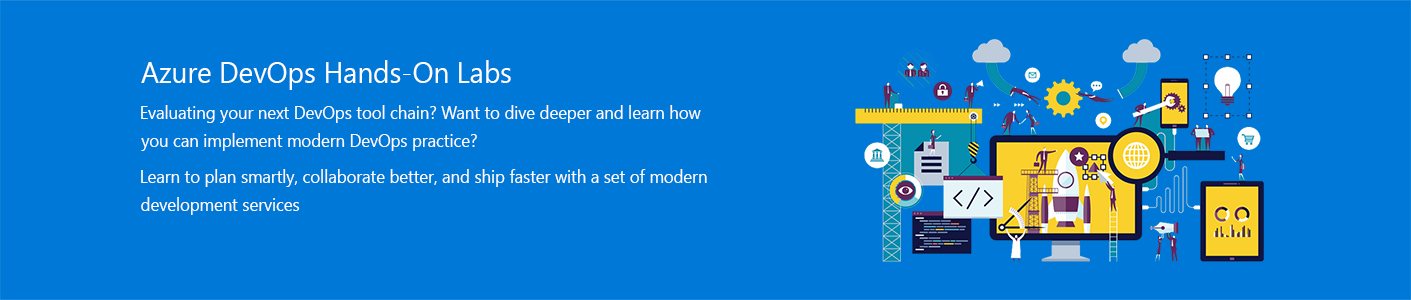 Azure DevOps Hands-On Labs
Evaluating your next DevOps tool chain? Want to dive deeper and learn how
you can implement modern DevOps practice?
Learn to plan smartly, collaborate better, and ship faster with a set of modern
development services
</>